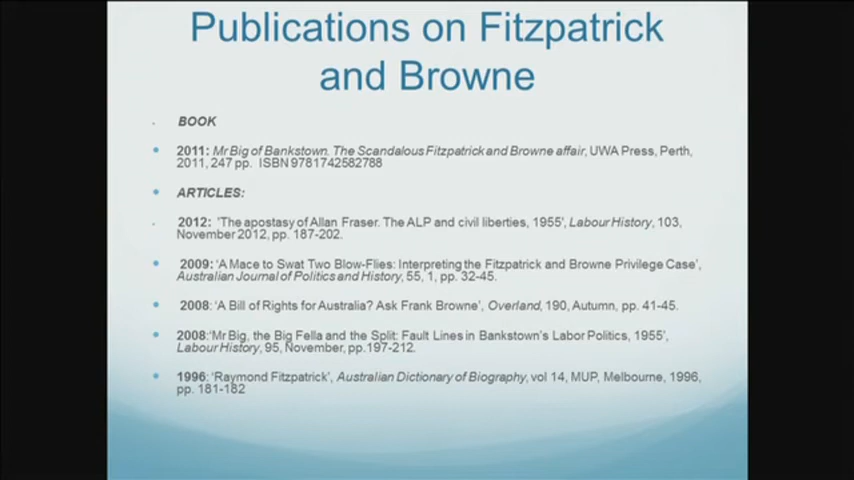 Publications on Fitzpatrick
and Browne
BOOK
2011: Mr Big of Bankstown. The Scandalous Fitzpatrick and Browne affair, UWA Press, Perth,
2011, 247 pp. ISBN 9781742582788
ARTICLES:
2012: 'The apostasy of Allan Fraser. The ALP and civil liberties, 1955', Labour History, 103,
November 2012, pp. 187-202.
2009: 'A Mace to Swat Two Blow-Flies: Interpreting the Fitzpatrick and Browne Privilege Case',
Australian Journal of Politics and History, 55, 1, pp. 32-45.
2008: 'A Bill of Rights for Australia? Ask Frank Browne', Overland, 190, Autumn, pp. 41-45.
2008:'Mr Big, the Big Fella and the Split: Fault Lines in Bankstown's Labor Politics, 1955',
Labour History, 95, November, pp.197-212.
1996: 'Raymond Fitzpatrick', Australian Dictionary of Biography, vol 14, MUP, Melbourne, 1996,
pp. 181-182